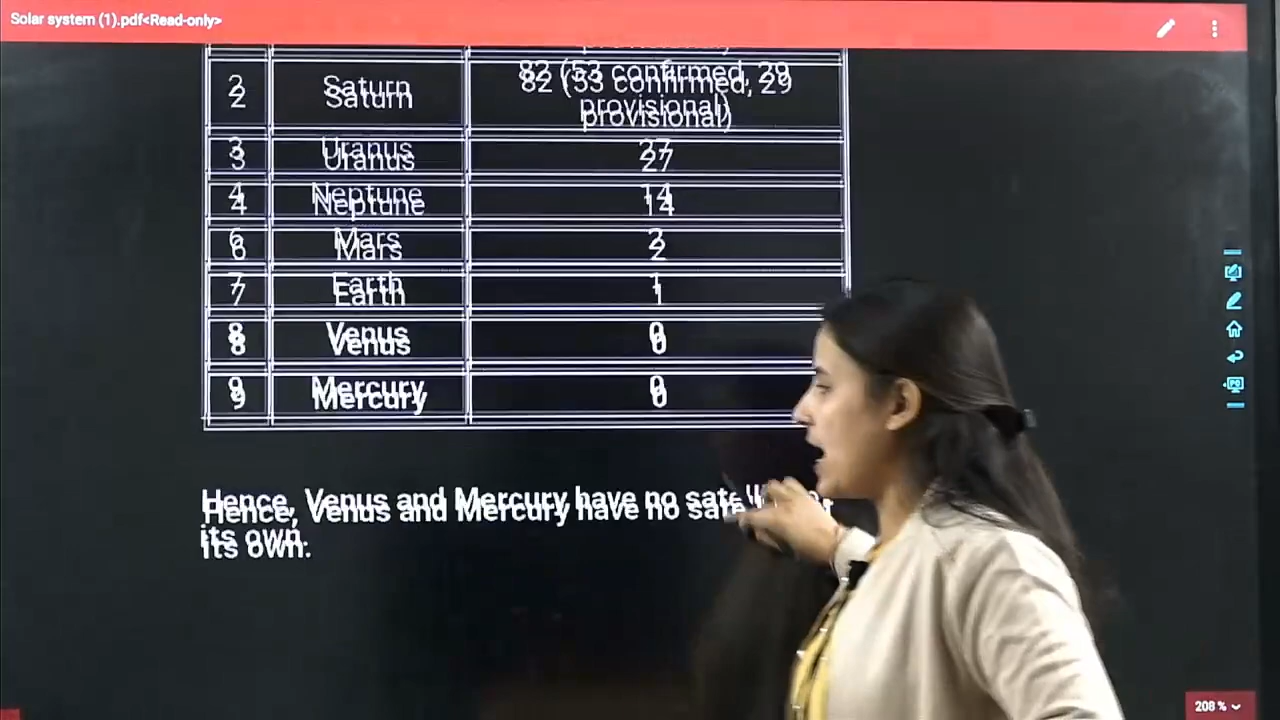 Solar system (1).pdf<Read-only>
provisional)
2 Saturn 82 (53 confirmed, 29
provisional)
3 Uranus 27
4 Neptune 14
6 Mars 2
7 Earth 1
8 Venus 0
9 Mercury 0
Hence, Venus and Mercury have no
its own.
208 %